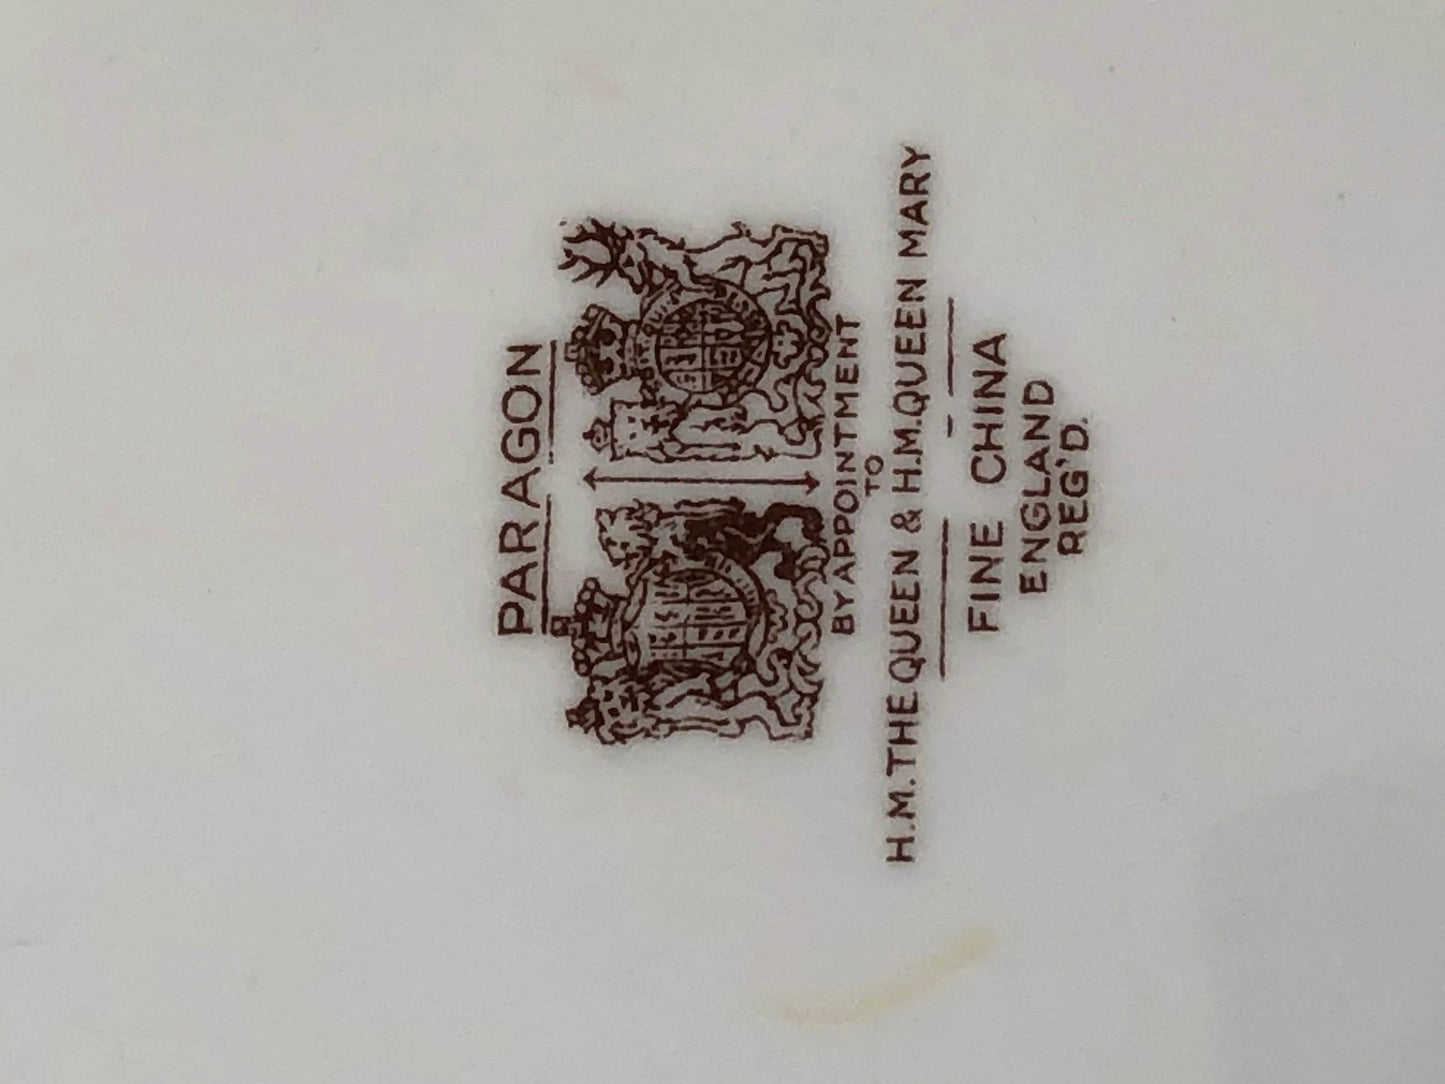 PARAGON
BY APPOINTMENT
TO
H.M. THE QUEEN & H.M. QUEEN MARY
FINE CHINA
ENGLAND
REG'D.